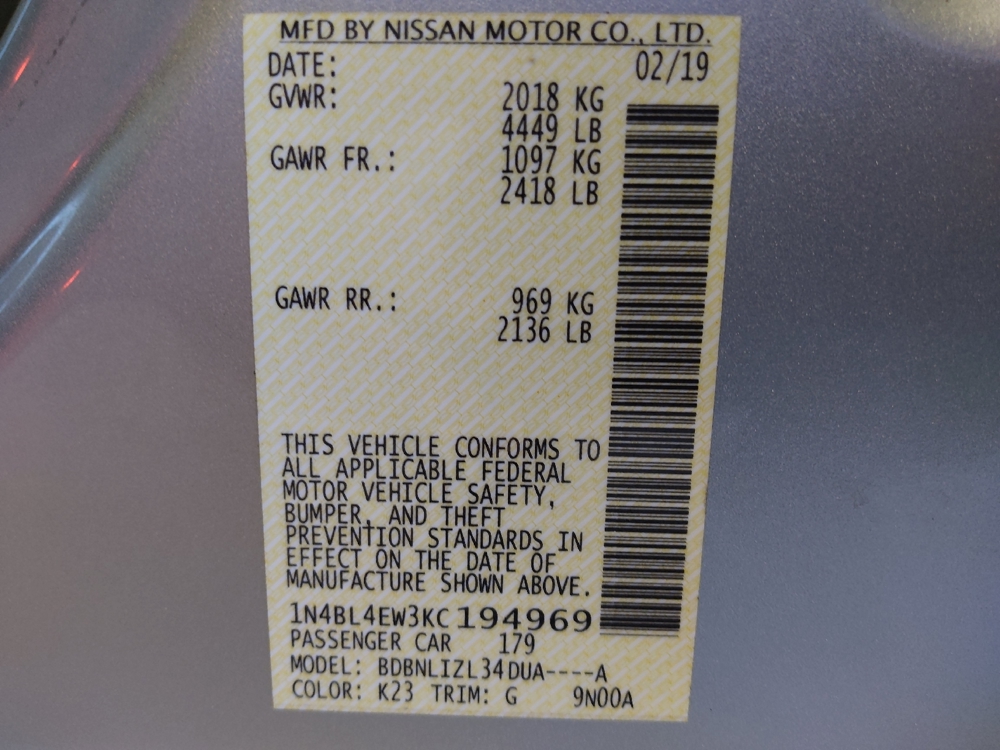 MFD BY NISSAN MOTOR CO., LTD.
DATE: 02/19
GVWR: 2018 KG
4449 LB
GAWR FR.: 1097 KG
2418 LB
GAWR RR.: 969 KG
2136 LB
THIS VEHICLE CONFORMS TO
ALL APPLICABLE FEDERAL
MOTOR VEHICLE SAFETY,
BUMPER, AND THEFT
PREVENTION STANDARDS IN
EFFECT ON THE DATE OF
MANUFACTURE SHOWN ABOVE.
1N4BL4EW3KC194969
PASSENGER CAR 179
MODEL: BDBNLIZL34DUA----A
COLOR: K23 TRIM: G 9N00A